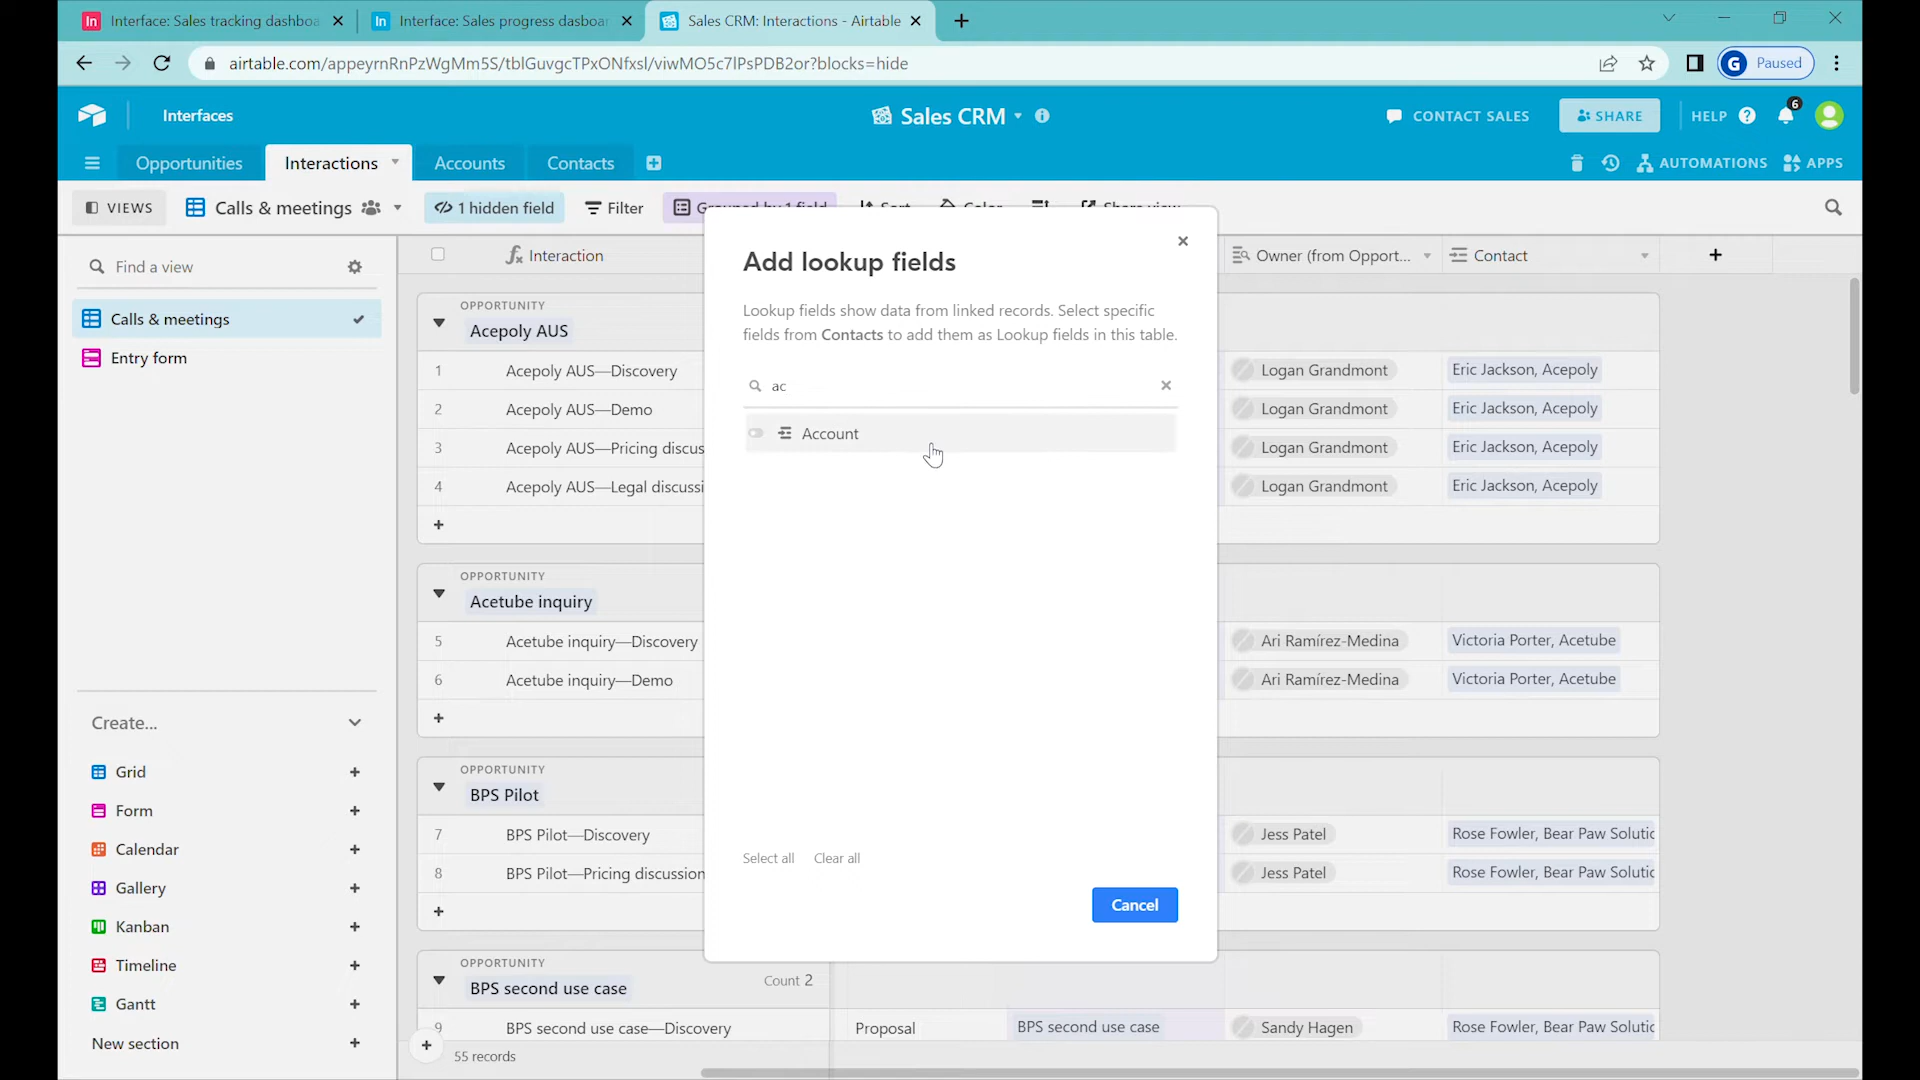 Interface: Sales tracking dashboa
Interface: Sales progress dasboar
Sales CRM: Interactions - Airtable
airtable.com/appeyrnRnPzWgMm5S/tblGuvgcTPxONfxsl/viwMO5c7lPsPDB2or?blocks=hide
G Paused
Interfaces
Sales CRM
CONTACT SALES
SHARE
HELP
6
Opportunities
Interactions
Accounts
Contacts
AUTOMATIONS
APPS
VIEWS
Calls & meetings
1 hidden field
Filter
Grouped by 1 field
Sort
Color
Share view
Find a view
Calls & meetings
Entry form
Create...
Grid
Form
Calendar
Gallery
Kanban
Timeline
Gantt
New section
Interaction
Owner (from Opport...
Contact
OPPORTUNITY
Acepoly AUS
1 Acepoly AUS—Discovery Logan Grandmont Eric Jackson, Acepoly
2 Acepoly AUS—Demo Logan Grandmont Eric Jackson, Acepoly
3 Acepoly AUS—Pricing discus Logan Grandmont Eric Jackson, Acepoly
4 Acepoly AUS—Legal discussi Logan Grandmont Eric Jackson, Acepoly
OPPORTUNITY
Acetube inquiry
5 Acetube inquiry—Discovery Ari Ramírez-Medina Victoria Porter, Acetube
6 Acetube inquiry—Demo Ari Ramírez-Medina Victoria Porter, Acetube
OPPORTUNITY
BPS Pilot
7 BPS Pilot—Discovery Jess Patel Rose Fowler, Bear Paw Solutic
8 BPS Pilot—Pricing discussion Jess Patel Rose Fowler, Bear Paw Solutic
OPPORTUNITY
BPS second use case
Count 2
9 BPS second use case—Discovery Proposal BPS second use case Sandy Hagen Rose Fowler, Bear Paw Solutic
55 records
Add lookup fields
Lookup fields show data from linked records. Select specific
fields from Contacts to add them as Lookup fields in this table.
ac
Account
Select all
Clear all
Cancel